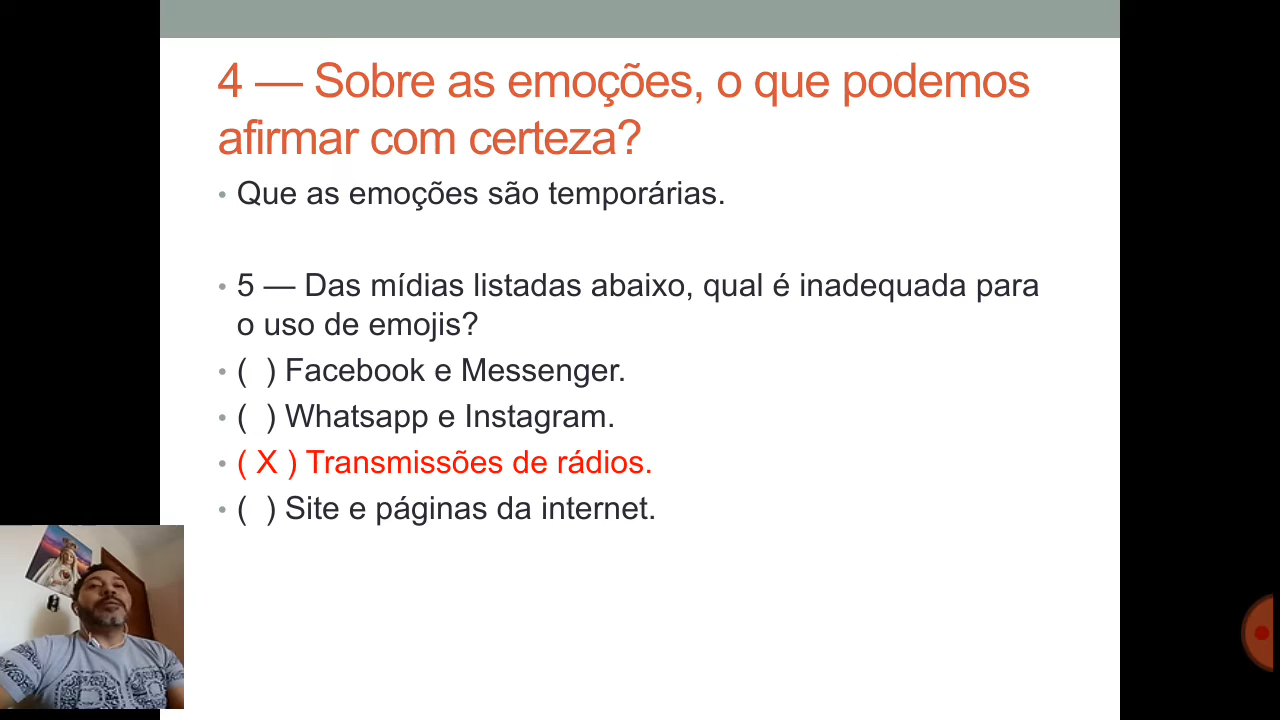 4 — Sobre as emoções, o que podemos
afirmar com certeza?
• Que as emoções são temporárias.
• 5 — Das mídias listadas abaixo, qual é inadequada para
o uso de emojis?
• (  ) Facebook e Messenger.
• (  ) Whatsapp e Instagram.
• ( X ) Transmissões de rádios.
• (  ) Site e páginas da internet.